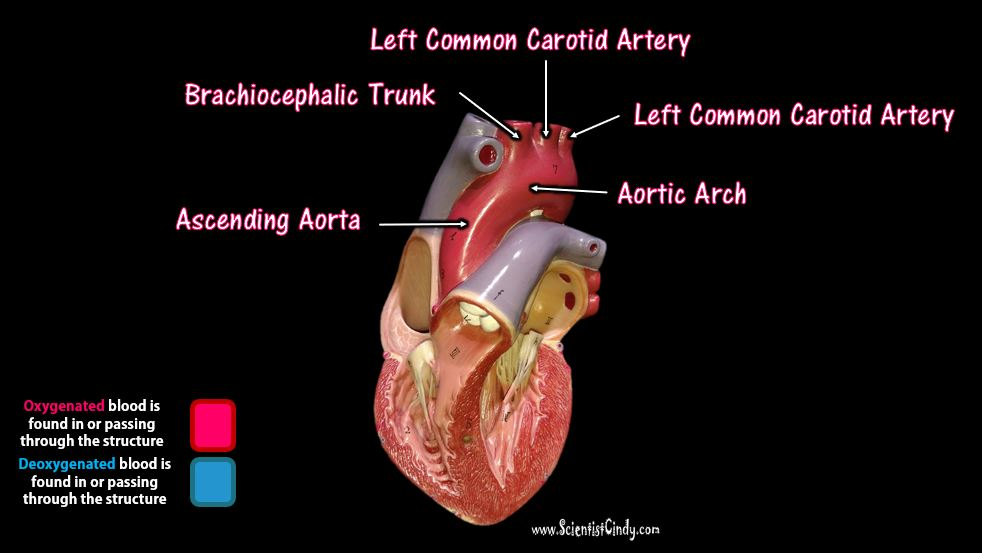 Left Common Carotid Artery
Brachiocephalic Trunk
Left Common Carotid Artery
Aortic Arch
Ascending Aorta
Oxygenated blood is
found in or passing
through the structure
Deoxygenated blood is
found in or passing
through the structure
www.ScientistCindy.com